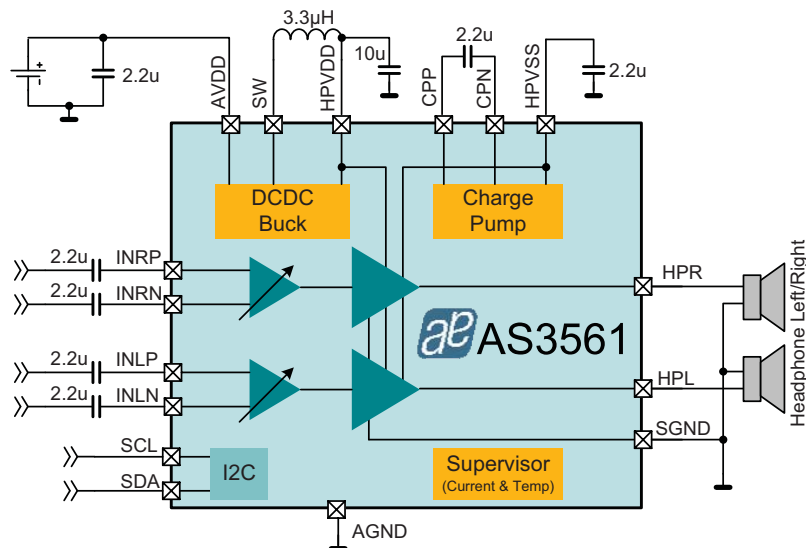 3.3µH
2.2u
10u
2.2u
2.2u
AVDD
SW
HPVDD
CPP
CPN
HPVSS
DCDC
Buck
Charge
Pump
2.2u
INRP
2.2u
INRN
HPR
ae AS3561
2.2u
INLP
2.2u
INLN
HPL
SGND
Headphone Left/Right
SCL
SDA
I2C
Supervisor
(Current & Temp)
AGND